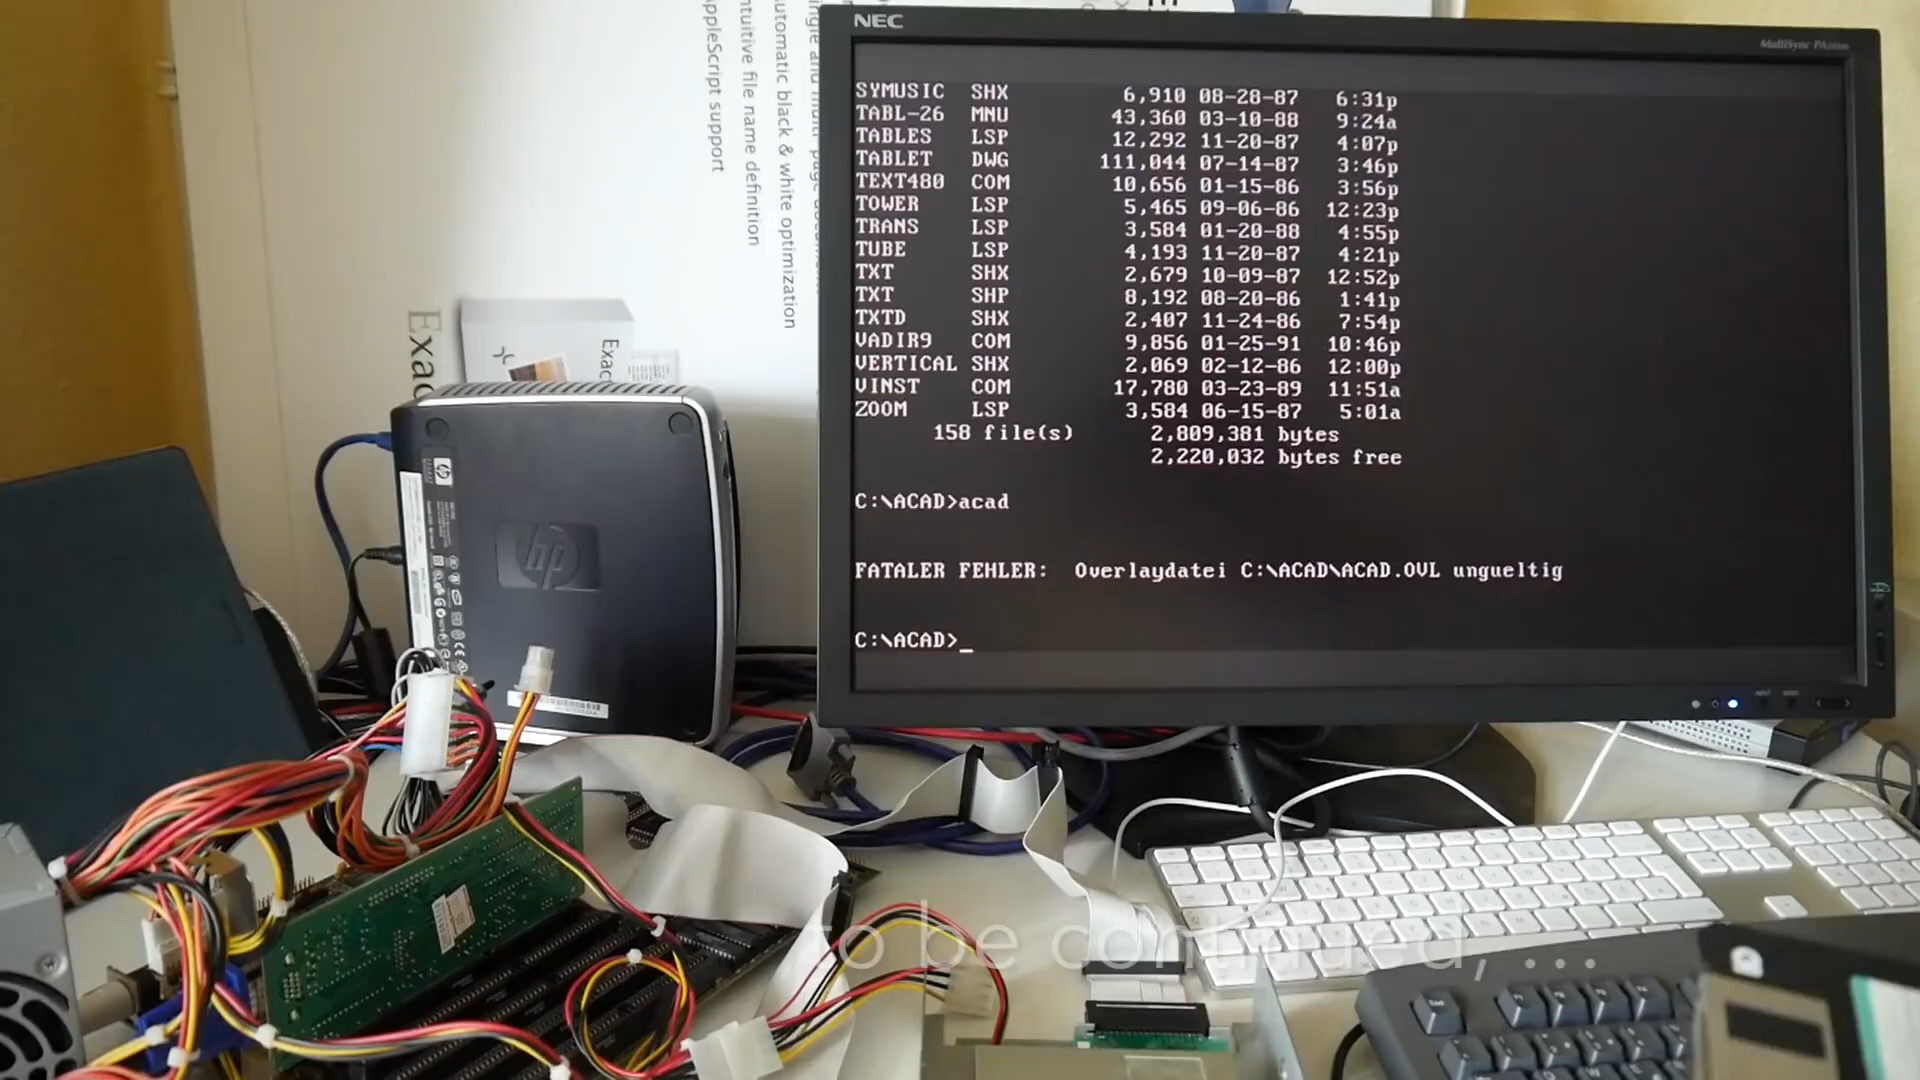 NEC
MultiSync
SYMUSIC SHX 6,910 08-28-87 6:31p
TABL-26 MNU 43,360 03-10-88 9:24a
TABLES LSP 12,292 11-20-87 4:07p
TABLET DWG 111,044 07-14-87 3:46p
TEXT480 COM 10,656 01-15-86 3:56p
TOWER LSP 5,465 09-06-86 12:23p
TRANS LSP 3,584 01-20-88 4:55p
TUBE LSP 4,193 11-20-87 4:21p
TXT SHX 2,679 10-09-87 12:52p
TXT SHP 8,192 08-20-86 1:41p
TXTD SHX 2,407 11-24-86 7:54p
VADIR9 COM 9,856 01-25-91 10:46p
VERTICAL SHX 2,069 02-12-86 12:00p
VINST COM 17,780 03-23-89 11:51a
ZOOM LSP 3,584 06-15-87 5:01a
158 file(s) 2,809,381 bytes
2,220,032 bytes free
C:\ACAD>acad
FATALER FEHLER: Overlaydatei C:\ACAD\ACAD.OVL ungueltig
C:\ACAD>_
automatic black & white optimization
intuitive file name definition
AppleScript support
Exac
Exac
hp
to be continued, ...